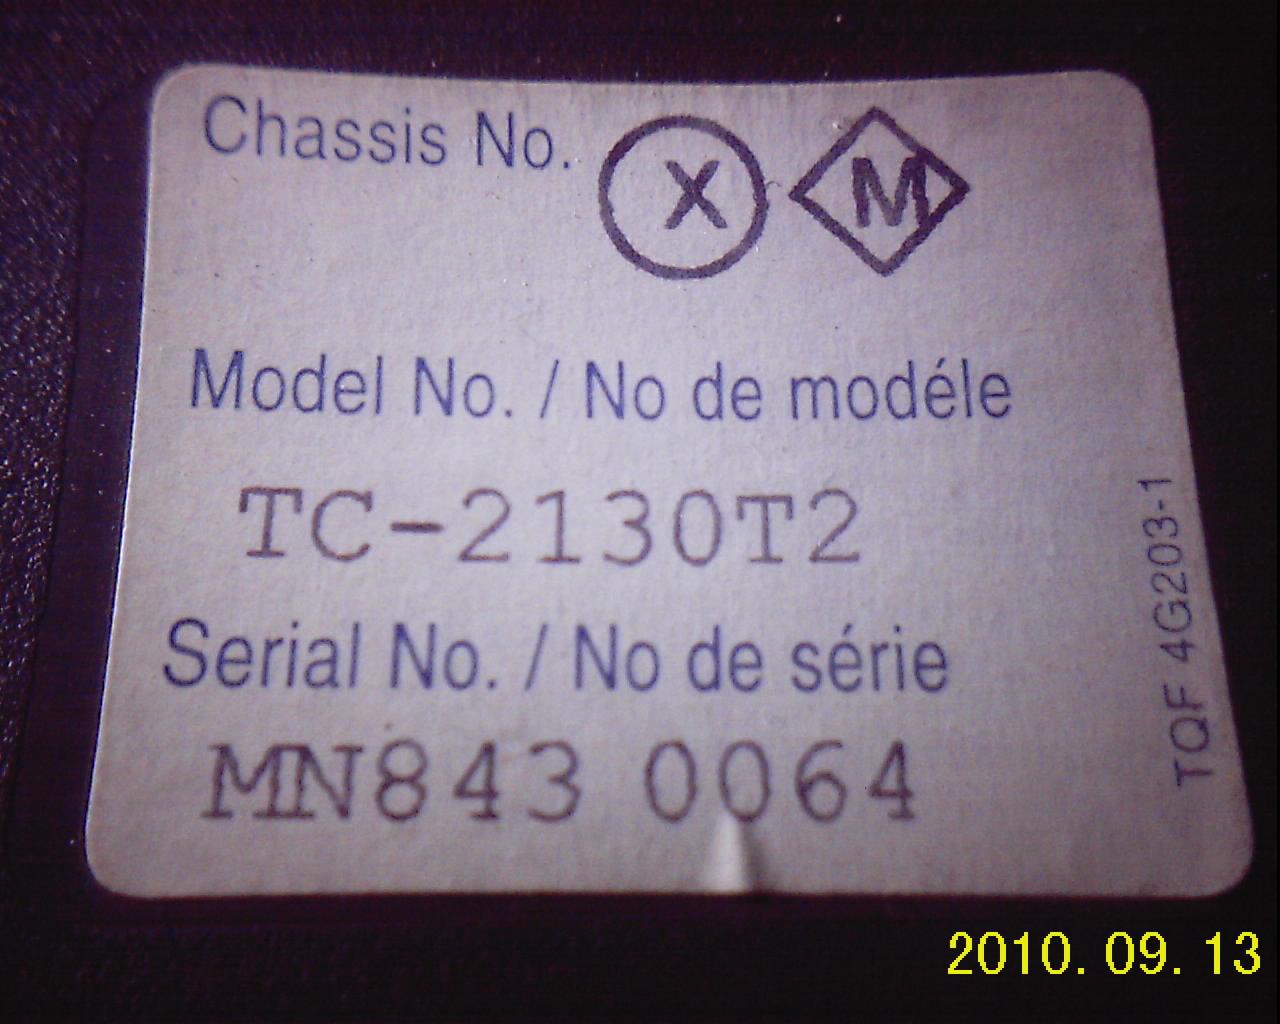 Chassis No. X M
Model No. / No de modéle
TC-2130T2
Serial No. / No de série
MN843 0064
TQF 4G203-1
2010.09.13